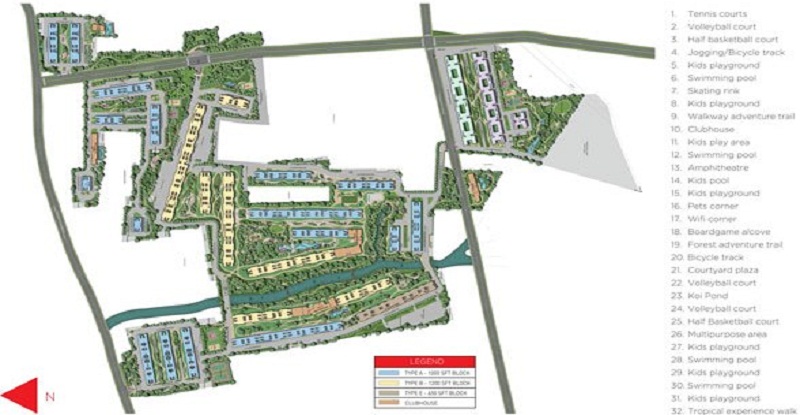 1. Tennis courts
2. Volleyball court
3. Half basketball court
4. Jogging/Bicycle track
5. Kids playground
6. Swimming pool
7. Skating rink
8. Kids playground
9. Walkway adventure trail
10. Clubhouse
11. Kids play area
12. Swimming pool
13. Amphitheatre
14. Kids pool
15. Kids playground
16. Pets corner
17. Wifi corner
18. Boardgame alcove
19. Forest adventure trail
20. Bicycle track
21. Courtyard plaza
22. Volleyball court
23. Koi Pond
24. Volleyball court
25. Half Basketball court
26. Multipurpose area
27. Kids playground
28. Swimming pool
29. Kids playground
30. Swimming pool
31. Kids playground
32. Tropical experience walk
LEGEND
TYPE A - SFT BLOCK
TYPE B - 1200 SFT BLOCK
TYPE E - 650 SFT BLOCK
CLUBHOUSE
N